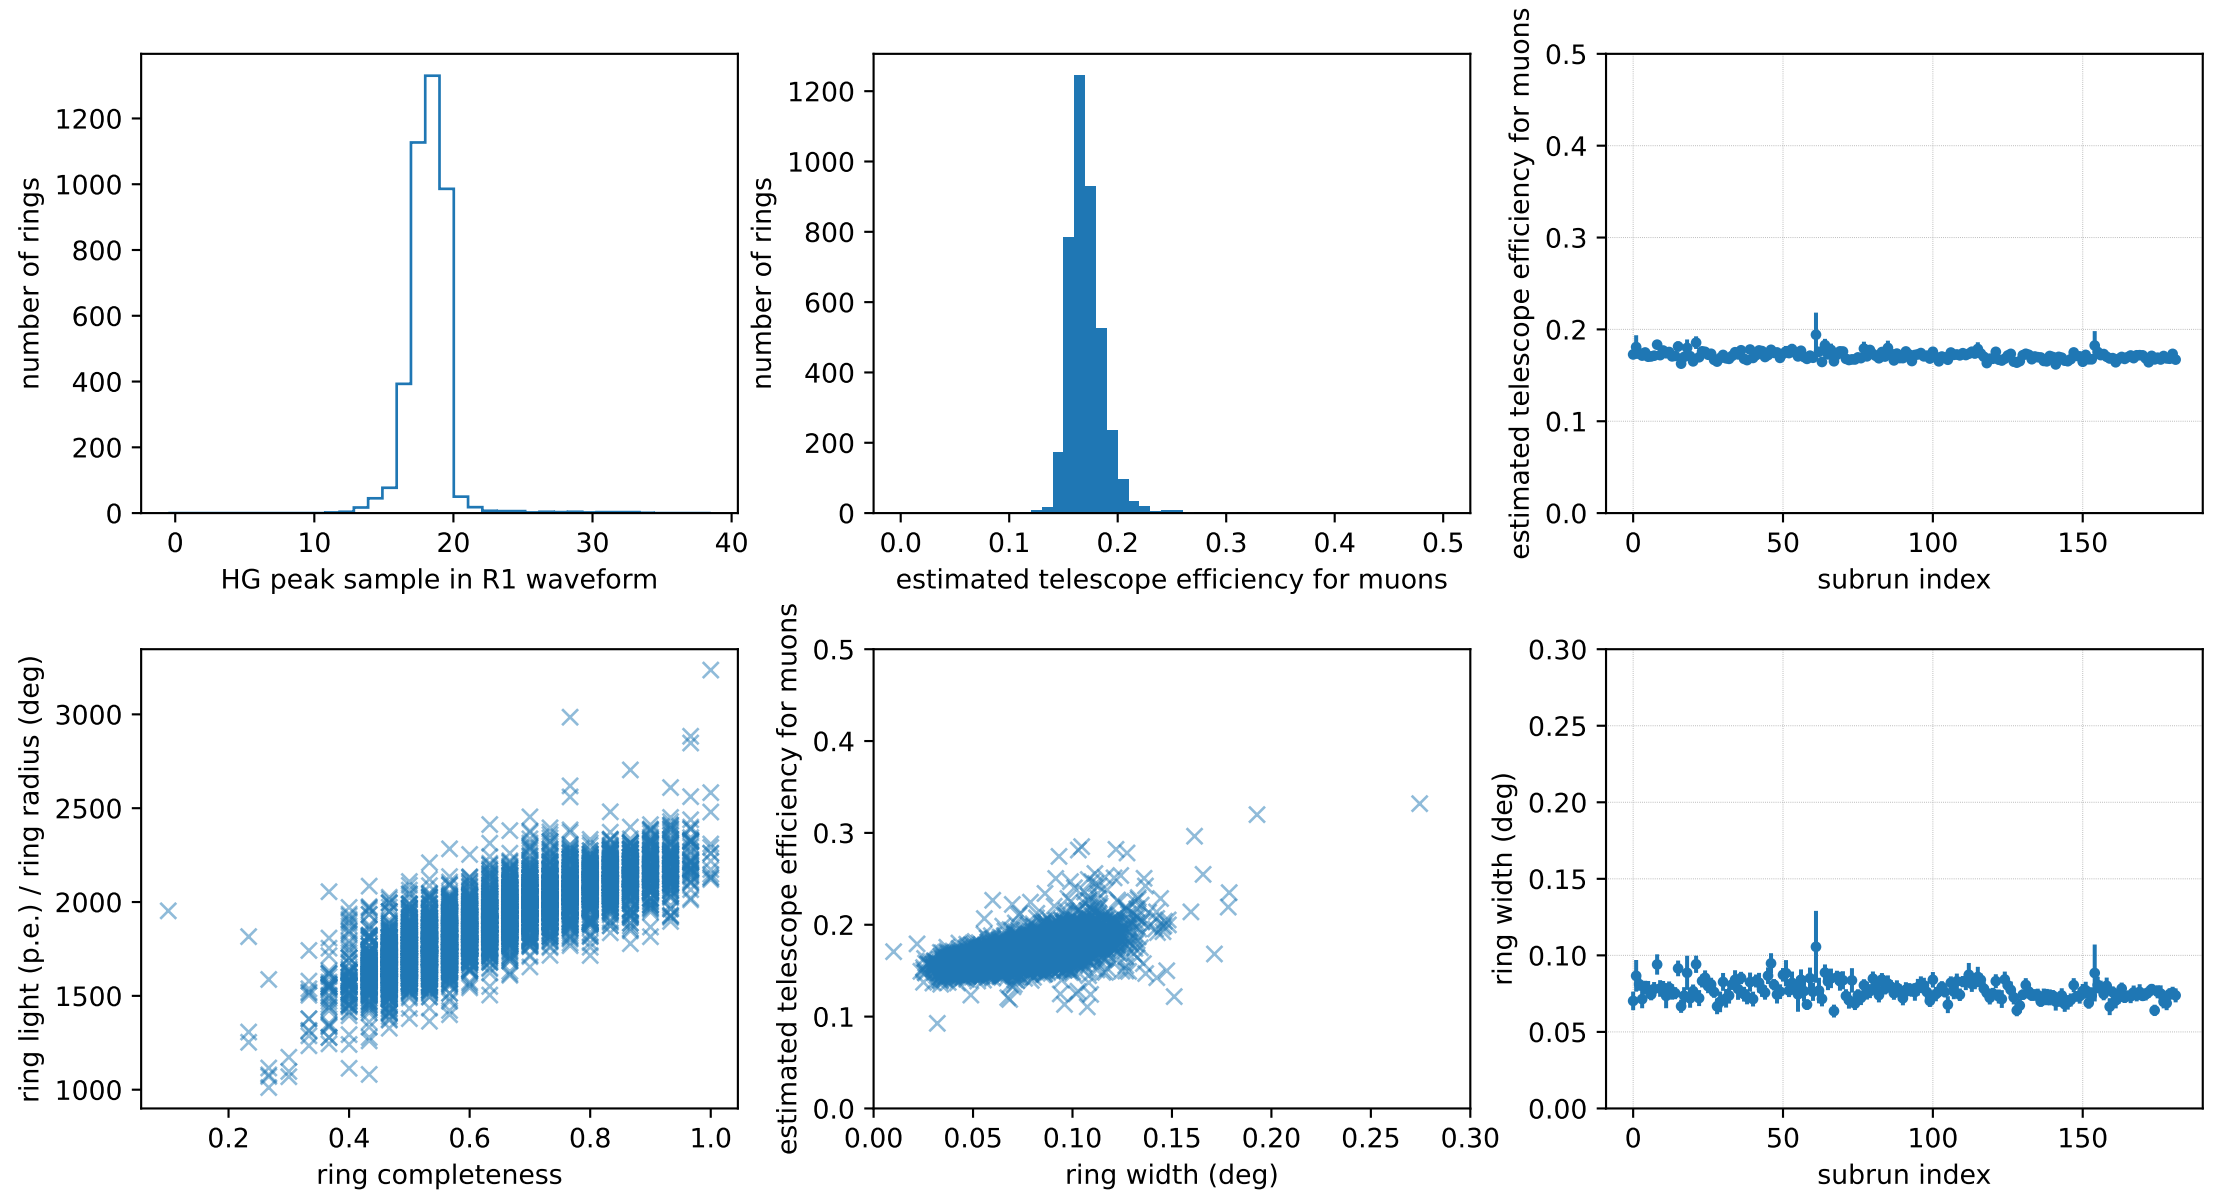 number of rings
1200
1000
800
600
400
200
0
0 10 20 30 40
HG peak sample in R1 waveform
number of rings
1200
1000
800
600
400
200
0
0.0 0.1 0.2 0.3 0.4 0.5
estimated telescope efficiency for muons
estimated telescope efficiency for muons
0.5
0.4
0.3
0.2
0.1
0.0
0 50 100 150
subrun index
ring light (p.e.) / ring radius (deg)
3000
2500
2000
1500
1000
0.2 0.4 0.6 0.8 1.0
ring completeness
estimated telescope efficiency for muons
0.5
0.4
0.3
0.2
0.1
0.0
0.00 0.05 0.10 0.15 0.20 0.25 0.30
ring width (deg)
ring width (deg)
0.30
0.25
0.20
0.15
0.10
0.05
0.00
0 50 100 150
subrun index